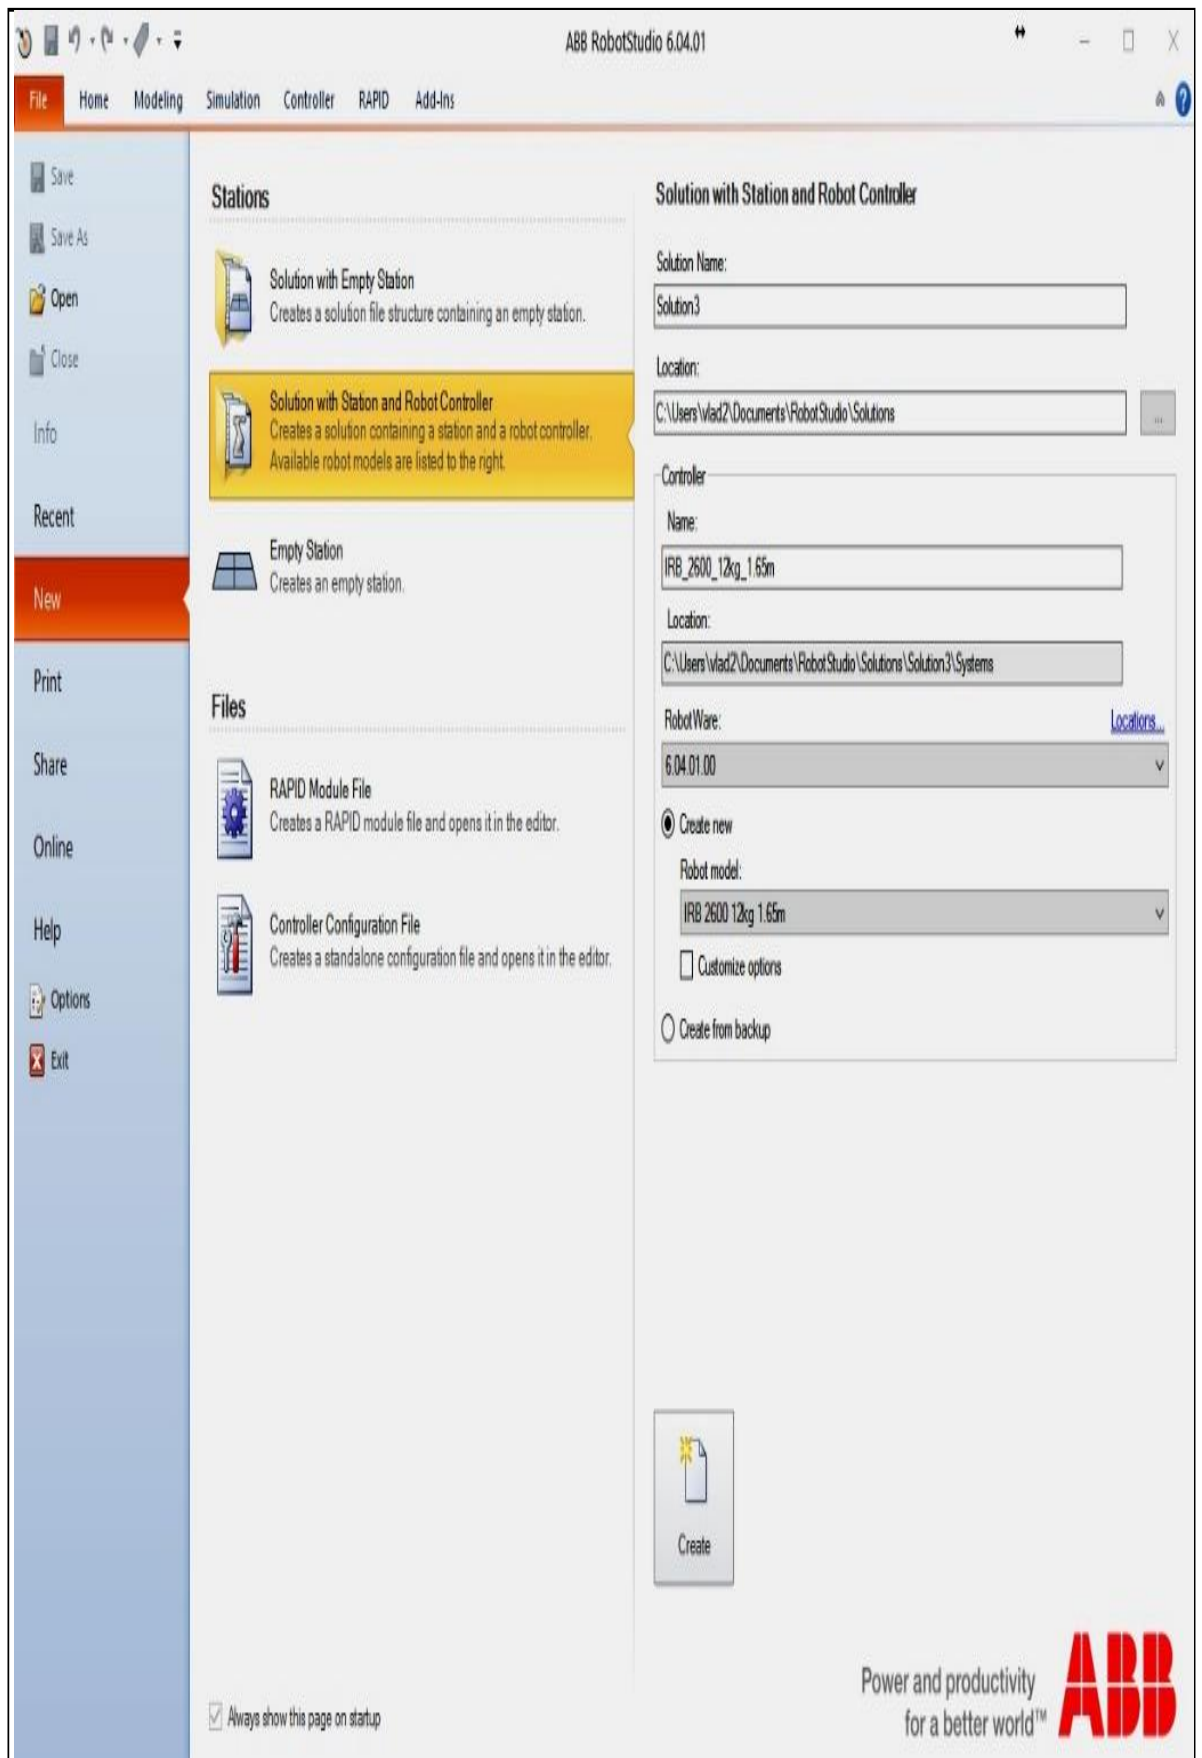 ABB RobotStudio 6.04.01
File Home Modeling Simulation Controller RAPID Add-Ins
Save
Save As
Open
Close
Info
Recent
New
Print
Share
Online
Help
Options
Exit
Stations
Solution with Empty Station
Creates a solution file structure containing an empty station.
Solution with Station and Robot Controller
Creates a solution containing a station and a robot controller.
Available robot models are listed to the right.
Empty Station
Creates an empty station.
Files
RAPID Module File
Creates a RAPID module file and opens it in the editor.
Controller Configuration File
Creates a standalone configuration file and opens it in the editor.
Always show this page on startup
Solution with Station and Robot Controller
Solution Name:
Solution3
Location:
C:\Users\vlad2\Documents\RobotStudio\Solutions
...
Controller
Name:
IRB_2600_12kg_1.65m
Location:
C:\Users\vlad2\Documents\RobotStudio\Solutions\Solution3\Systems
RobotWare:
Locations...
6.04.01.00
Create new
Robot model:
IRB 2600 12kg 1.65m
Customize options
Create from backup
Create
Power and productivity
for a better world™
ABB